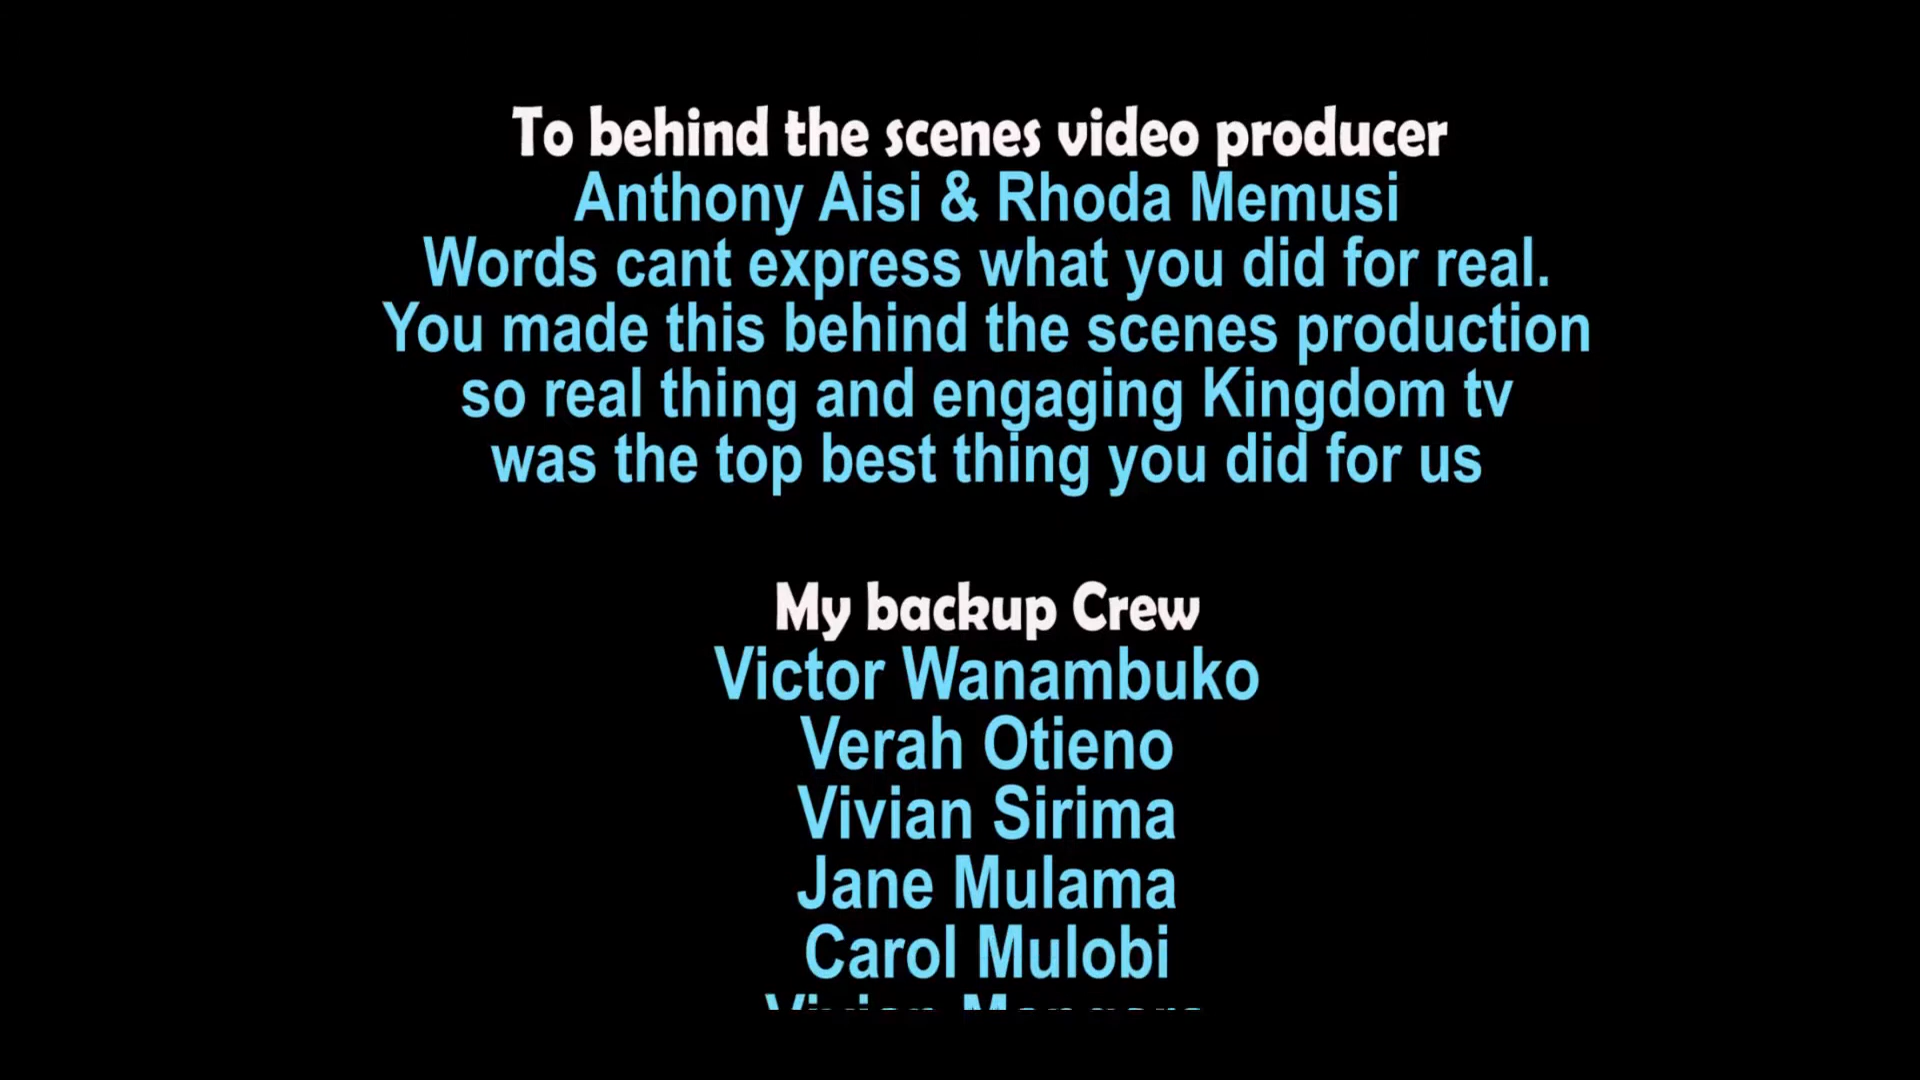 To behind the scenes video producer
Anthony Aisi & Rhoda Memusi
Words cant express what you did for real.
You made this behind the scenes production
so real thing and engaging Kingdom tv
was the top best thing you did for us
My backup Crew
Victor Wanambuko
Verah Otieno
Vivian Sirima
Jane Mulama
Carol Mulobi
Vivian